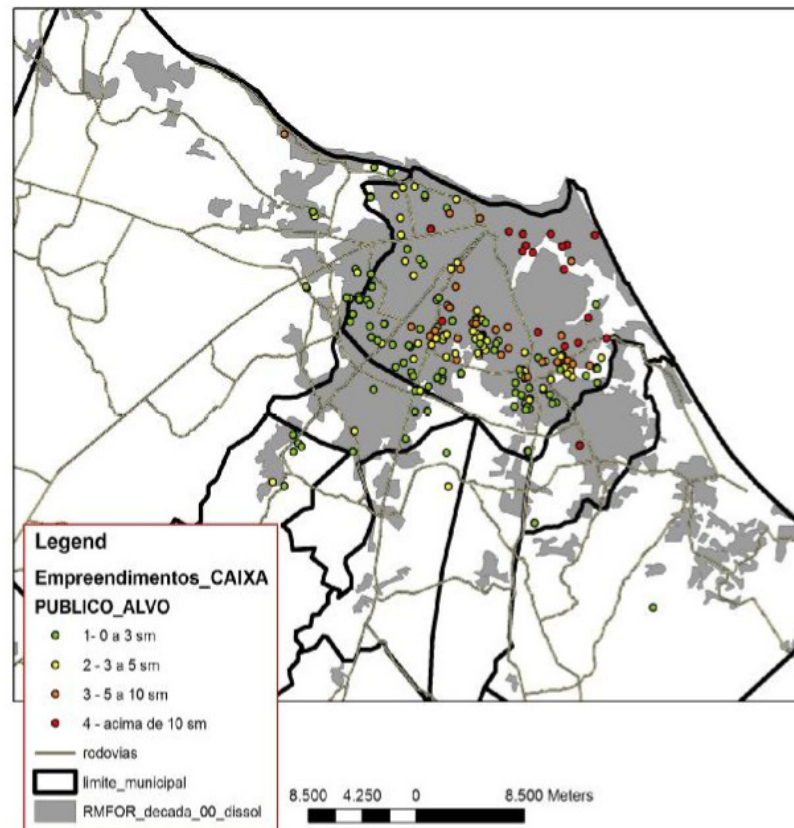 Legend
Empreendimentos_CAIXA
PUBLICO_ALVO
1- 0 a 3 sm
2 - 3 a 5 sm
3 - 5 a 10 sm
4 - acima de 10 sm
rodovias
limite_municipal
RMFOR_decada_00_dissol
8.500 4.250 0 8.500 Meters